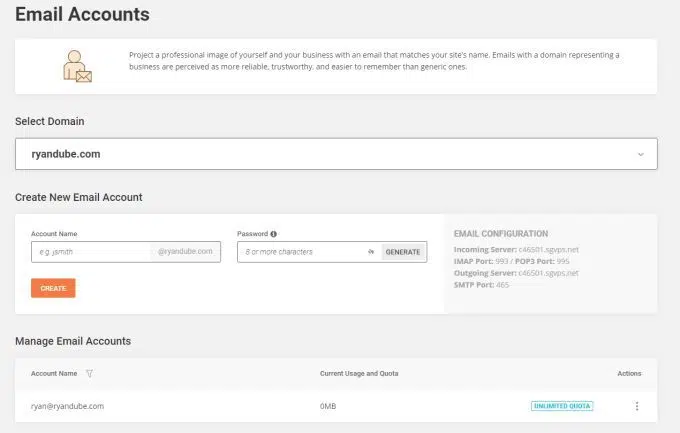 Email Accounts
Project a professional image of yourself and your business with an email that matches your site's name. Emails with a domain representing a
business are perceived as more reliable, trustworthy, and easier to remember than generic ones.
Select Domain
ryandube.com
Create New Email Account
Account Name
e.g. jsmith
@ryandube.com
Password
8 or more characters
GENERATE
CREATE
EMAIL CONFIGURATION
Incoming Server: c46501.sgvps.net
IMAP Port: 993 / POP3 Port: 995
Outgoing Server: c46501.sgvps.net
SMTP Port: 465
Manage Email Accounts
Account Name
Current Usage and Quota
Actions
ryan@ryandube.com
0MB
UNLIMITED QUOTA